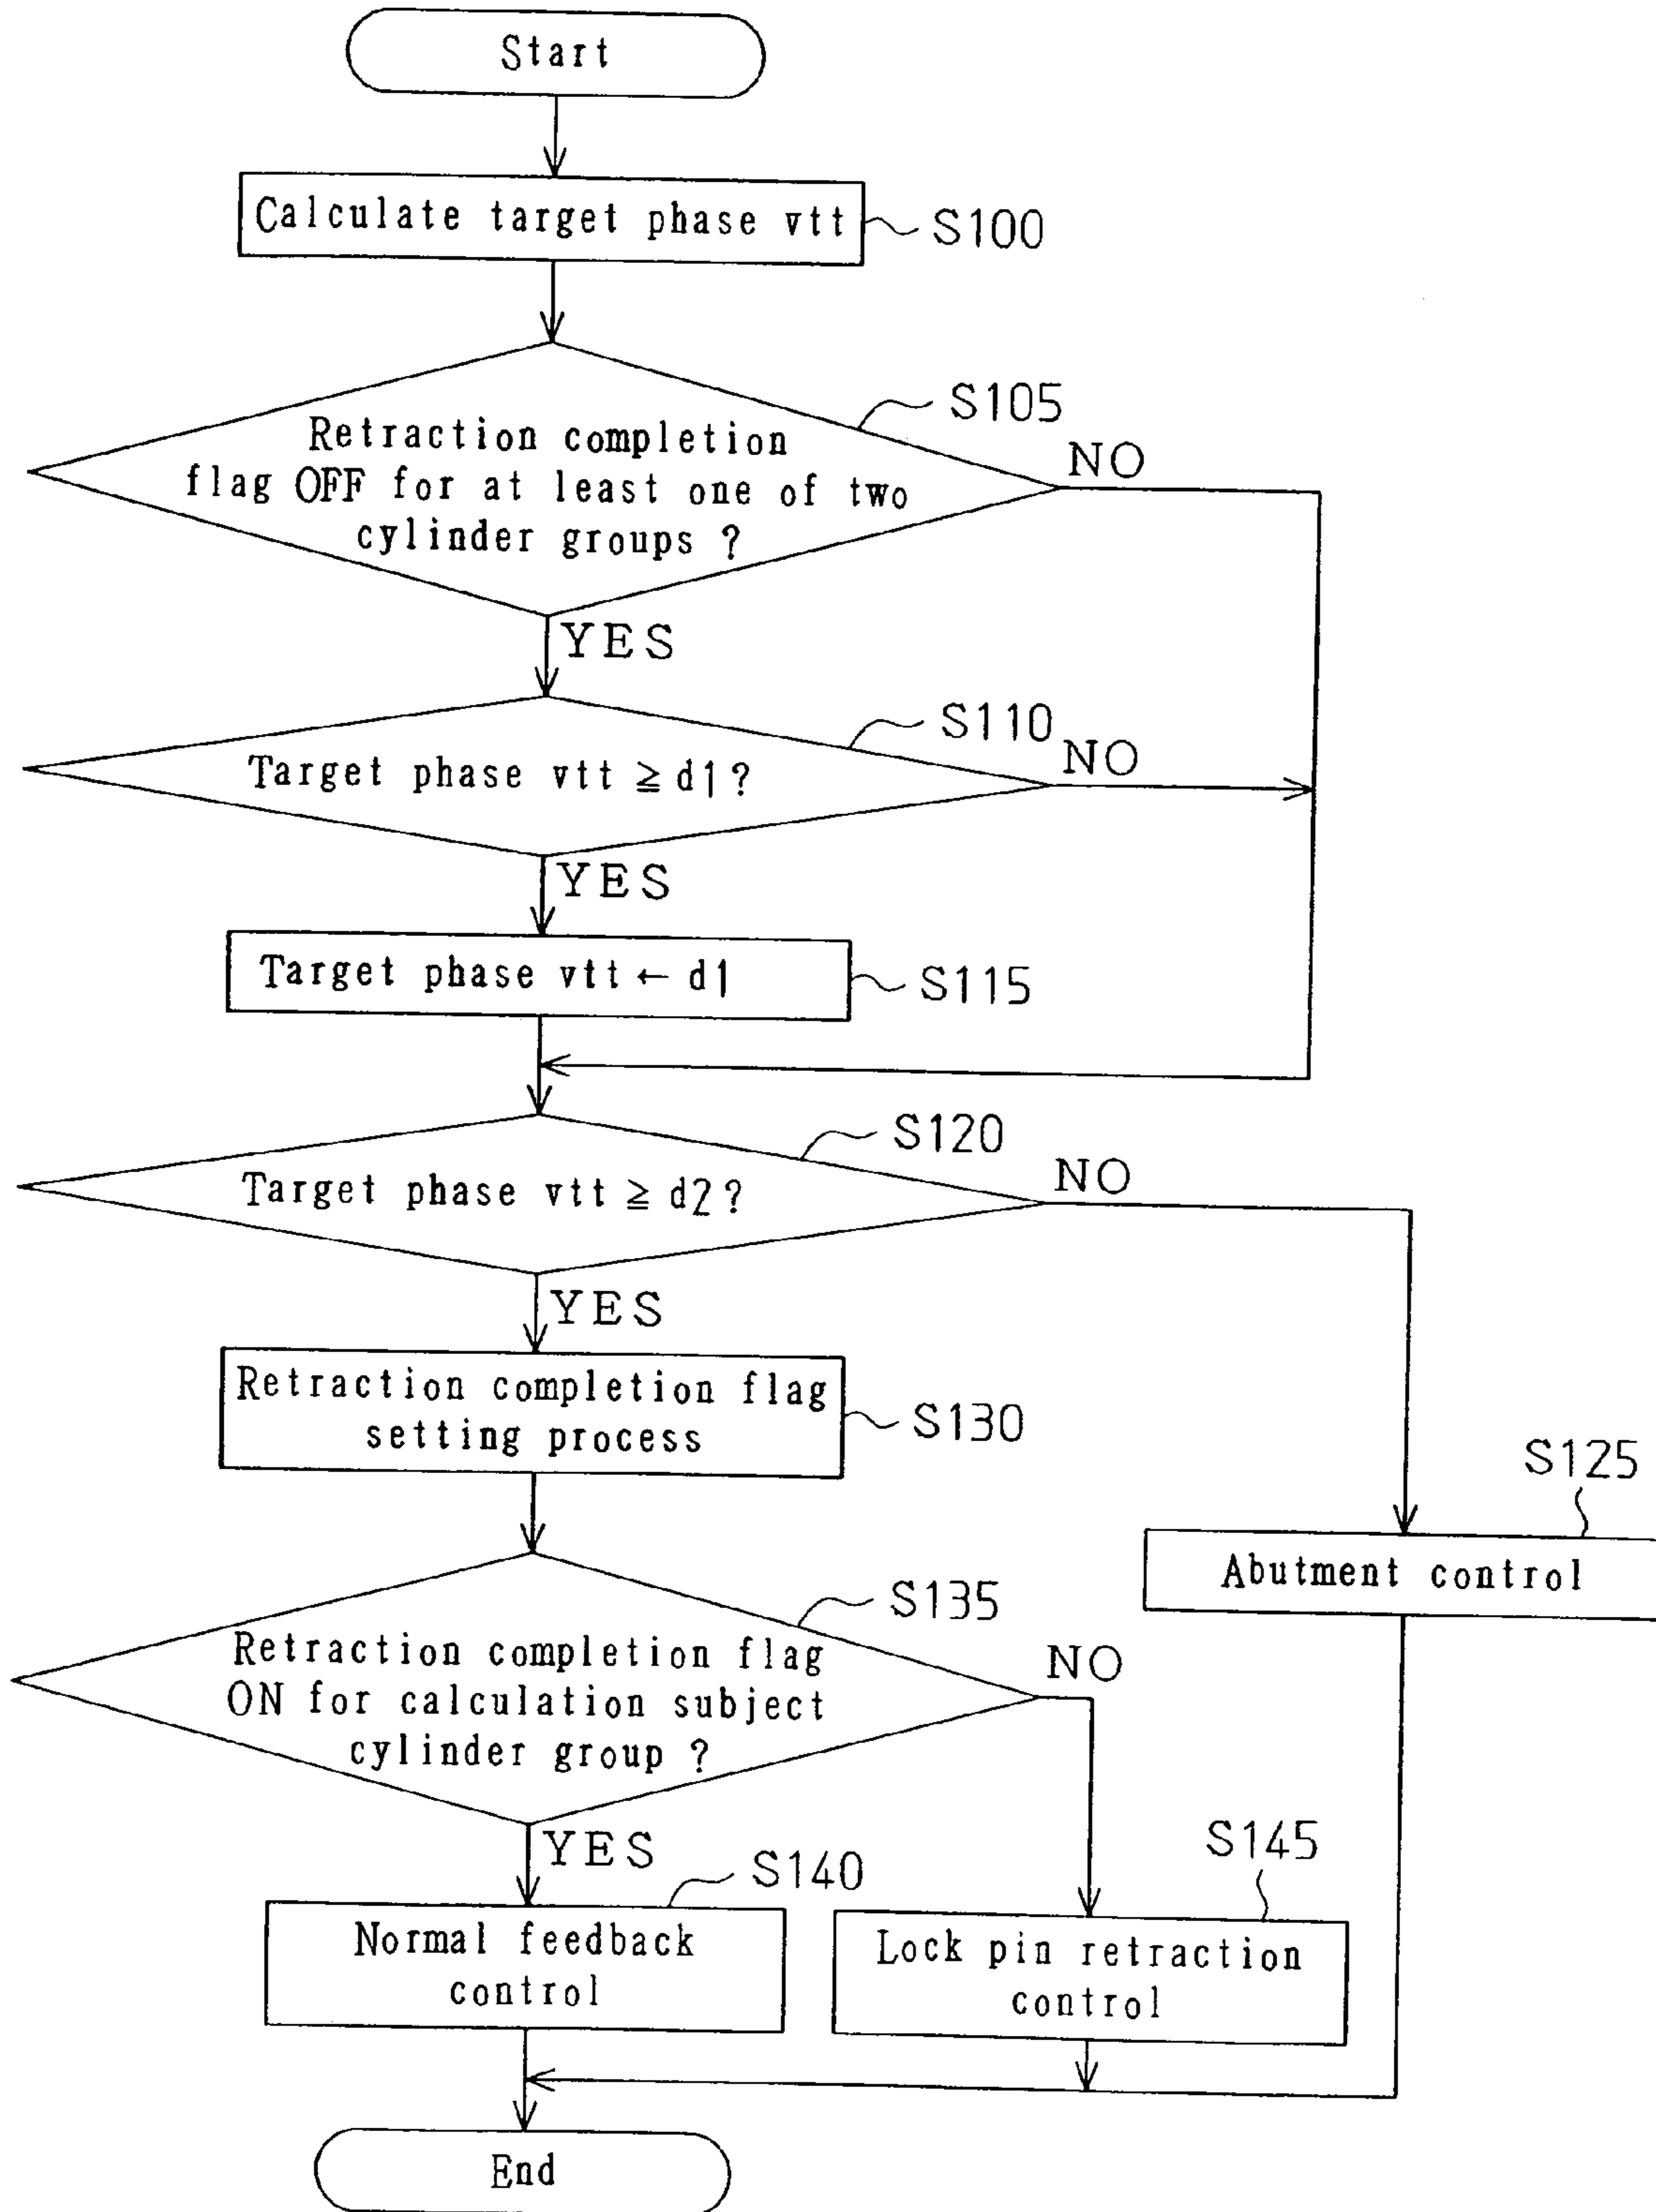 Start
Calculate target phase vtt
S100
S105
Retraction completion
flag OFF for at least one of two
cylinder groups ?
NO
YES
S110
Target phase vtt ≧ d1?
NO
YES
Target phase vtt ← d1
S115
S120
Target phase vtt ≧ d2?
NO
YES
Retraction completion flag
setting process
S130
S125
Abutment control
S135
Retraction completion flag
ON for calculation subject
cylinder group ?
NO
YES
S140
Normal feedback
control
S145
Lock pin retraction
control
End